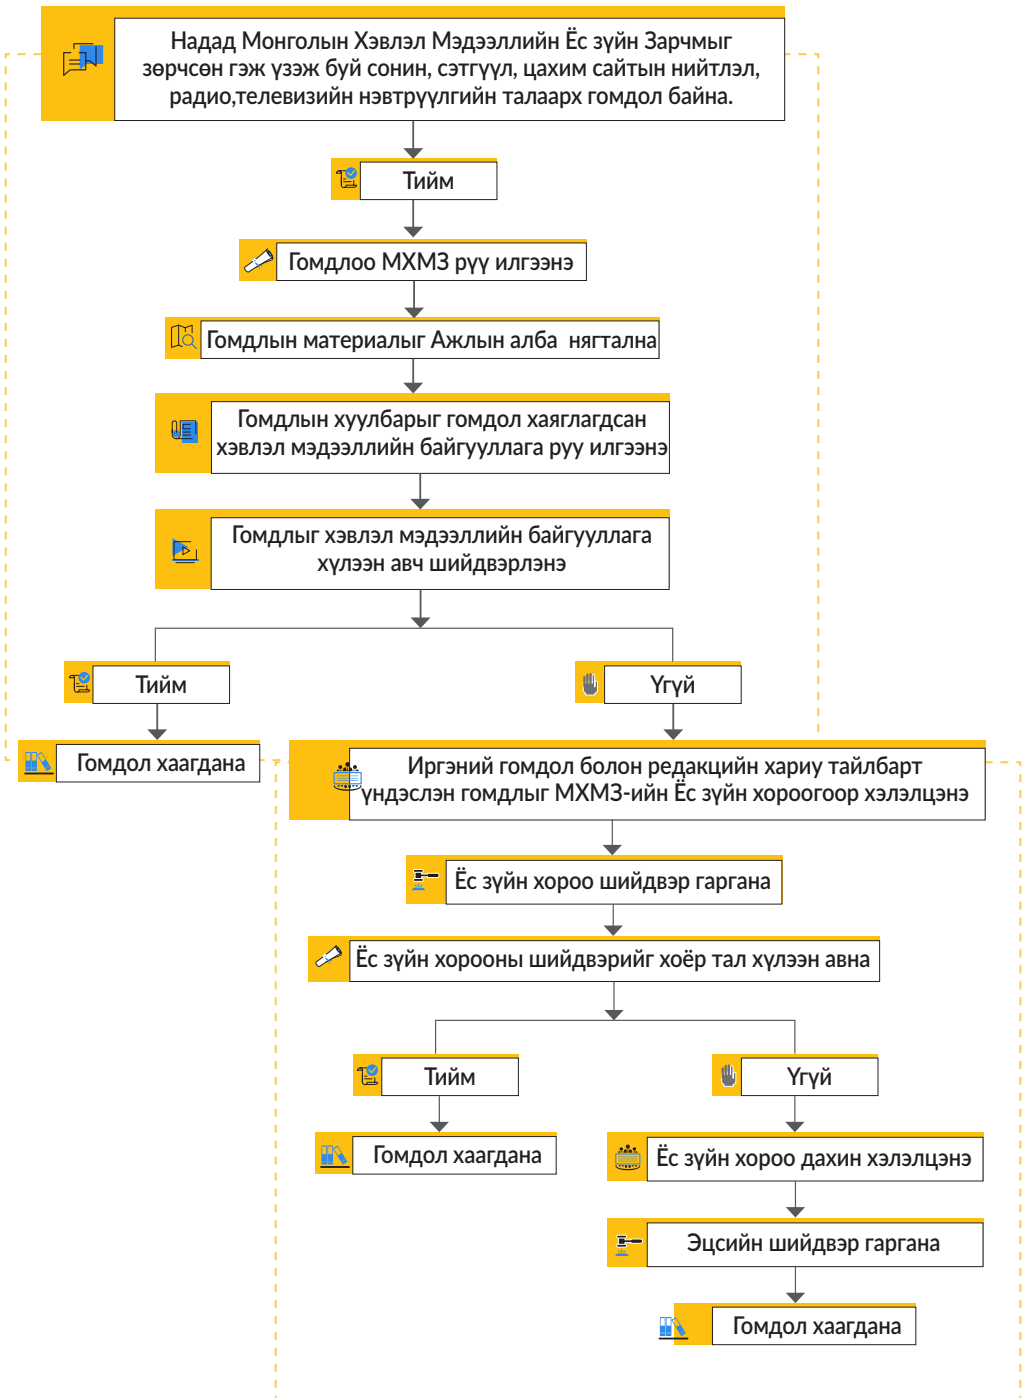 Надад Монголын Хэвлэл Мэдээллийн Ёс зүйн Зарчмыг
зөрчсөн гэж үзэж буй сонин, сэтгүүл, цахим сайтын нийтлэл,
радио,телевизийн нэвтрүүлгийн талаарх гомдол байна.
Тийм
Гомдлоо МХМЗ рүү илгээнэ
Гомдлын материалыг Ажлын алба нягтална
Гомдлын хуулбарыг гомдол хаяглагдсан
хэвлэл мэдээллийн байгууллага руу илгээнэ
Гомдлыг хэвлэл мэдээллийн байгууллага
хүлээн авч шийдвэрлэнэ
Тийм
Үгүй
Гомдол хаагдана
Иргэний гомдол болон редакцийн хариу тайлбарт
үндэслэн гомдлыг МХМЗ-ийн Ёс зүйн хороогоор хэлэлцэнэ
Ёс зүйн хороо шийдвэр гаргана
Ёс зүйн хорооны шийдвэрийг хоёр тал хүлээн авна
Тийм
Үгүй
Гомдол хаагдана
Ёс зүйн хороо дахин хэлэлцэнэ
Эцсийн шийдвэр гаргана
Гомдол хаагдана